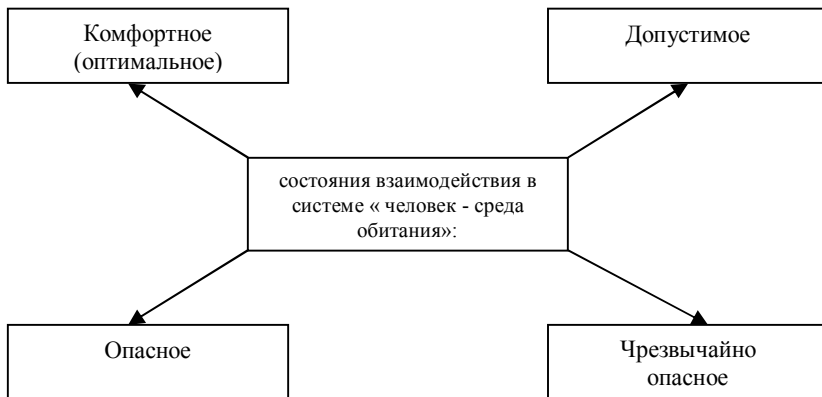 Комфортное
(оптимальное)
Допустимое
состояния взаимодействия в
системе « человек - среда
обитания»:
Опасное
Чрезвычайно
опасное